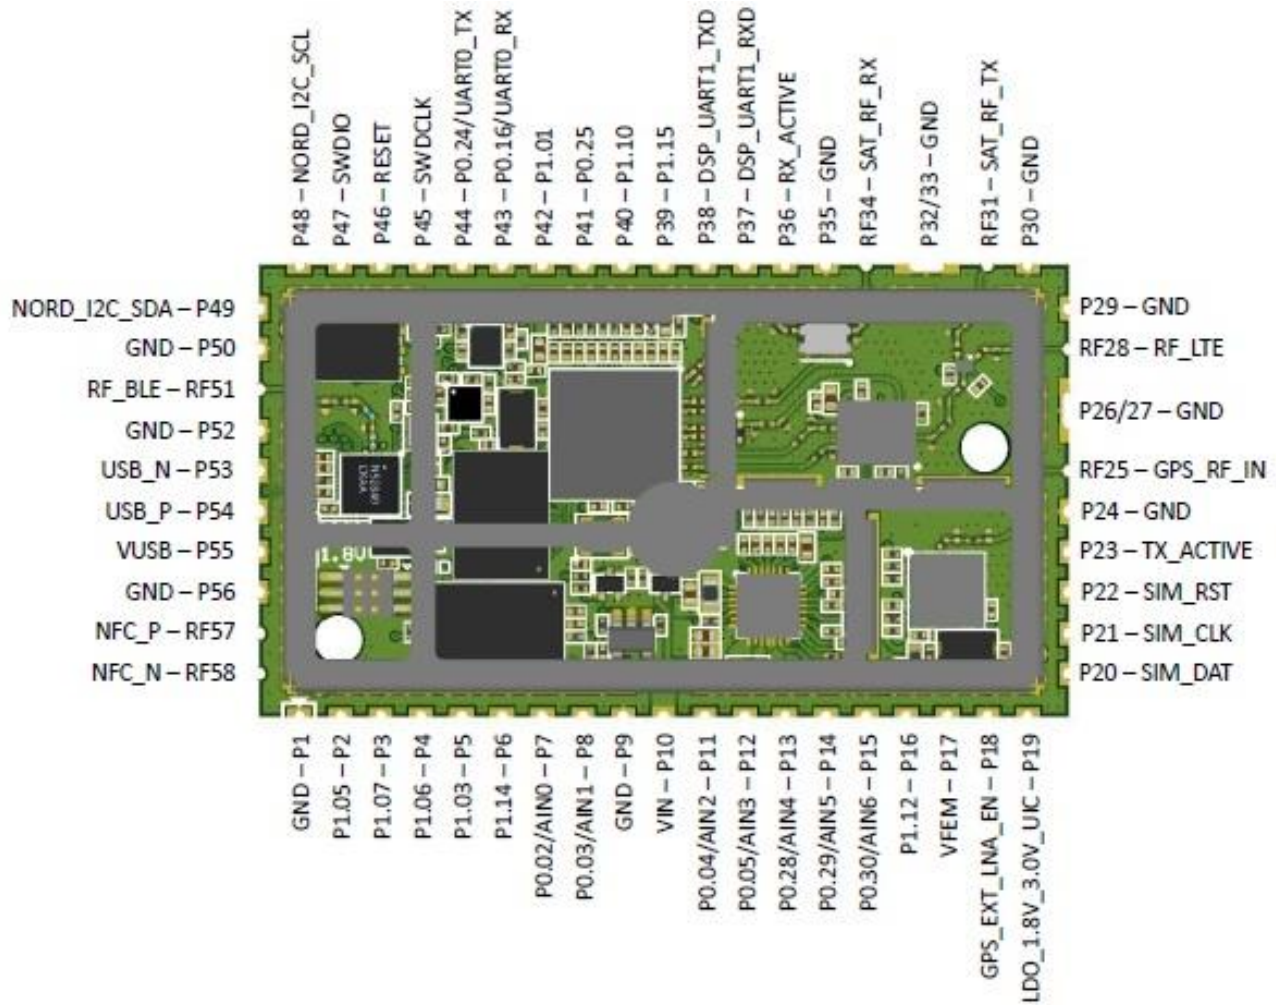 P48 – NORD_I2C_SCL
P47 – SWDIO
P46 – RESET
P45 – SWDCLK
P44 – P0.24/UART0_TX
P43 – P0.16/UART0_RX
P42 – P1.01
P41 – P0.25
P40 – P1.10
P39 – P1.15
P38 – DSP_UART1_TXD
P37 – DSP_UART1_RXD
P36 – RX_ACTIVE
P35 – GND
RF34 – SAT_RF_RX
P32/33 – GND
RF31 – SAT_RF_TX
P30 – GND
NORD_I2C_SDA – P49
GND – P50
RF_BLE – RF51
GND – P52
USB_N – P53
USB_P – P54
VUSB – P55
GND – P56
NFC_P – RF57
NFC_N – RF58
1.8V
P29 – GND
RF28 – RF_LTE
P26/27 – GND
RF25 – GPS_RF_IN
P24 – GND
P23 – TX_ACTIVE
P22 – SIM_RST
P21 – SIM_CLK
P20 – SIM_DAT
GND – P1
P1.05 – P2
P1.07 – P3
P1.06 – P4
P1.03 – P5
P1.14 – P6
P0.02/AIN0 – P7
P0.03/AIN1 – P8
GND – P9
VIN – P10
P0.04/AIN2 – P11
P0.05/AIN3 – P12
P0.28/AIN4 – P13
P0.29/AIN5 – P14
P0.30/AIN6 – P15
P1.12 – P16
VFEM – P17
GPS_EXT_LNA_EN – P18
LDO_1.8V_3.0V_UIC – P19